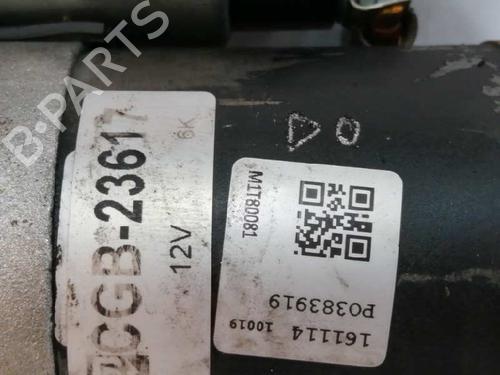 B-PARTS
CGB-23617
12V
6K
M1T80081
P0383919
161114 10019